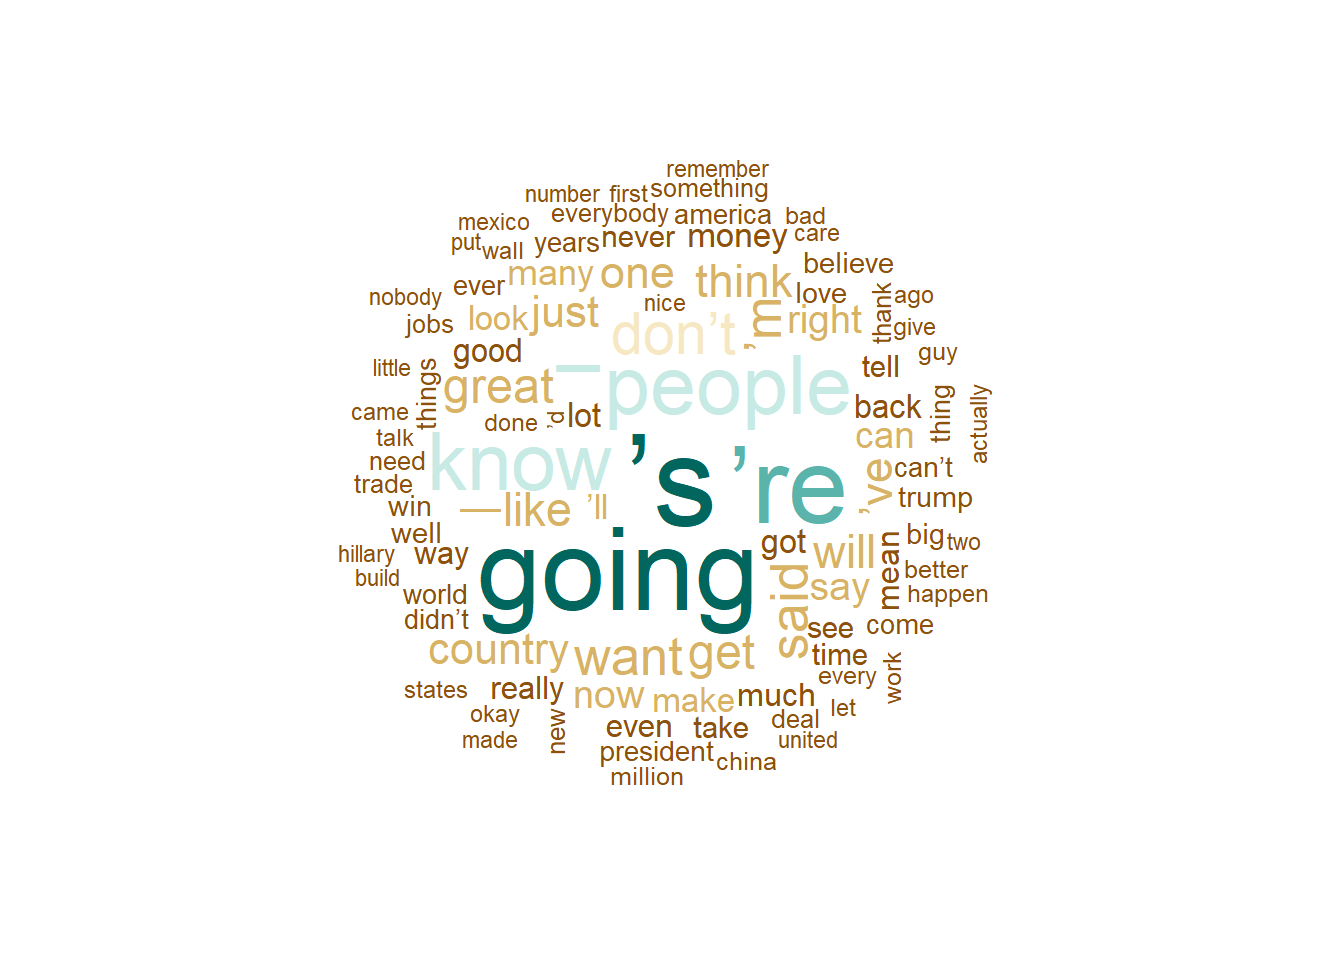 remember
number first something
mexico everybody america bad
put wall years never money care
ever many one think believe
nobody nice love thank ago
jobs look just don’t ’m right give
little good – people tell guy
came things great back thing actually
talk done ’d lot can
need know ’s ’re ’ve can’t
trade trump
win — like ’ll
well got will big two
hillary way going mean
build said say better
world happen
didn’t see come
country want get time
states really now make much every work
okay new even take deal let
made president china united
million